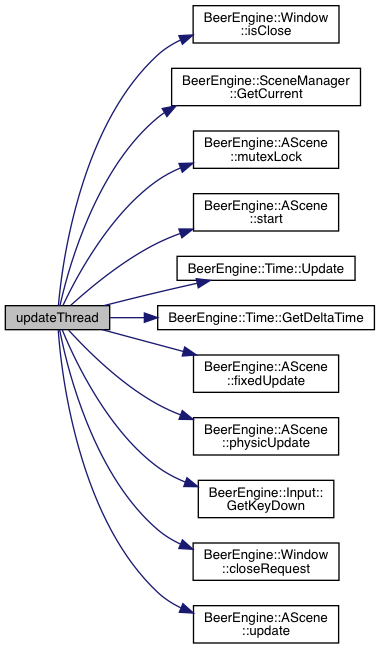 BeerEngine::Window
::isClose
BeerEngine::SceneManager
::GetCurrent
BeerEngine::AScene
::mutexLock
BeerEngine::AScene
::start
BeerEngine::Time::Update
updateThread
BeerEngine::Time::GetDeltaTime
BeerEngine::AScene
::fixedUpdate
BeerEngine::AScene
::physicUpdate
BeerEngine::Input::
GetKeyDown
BeerEngine::Window
::closeRequest
BeerEngine::AScene
::update